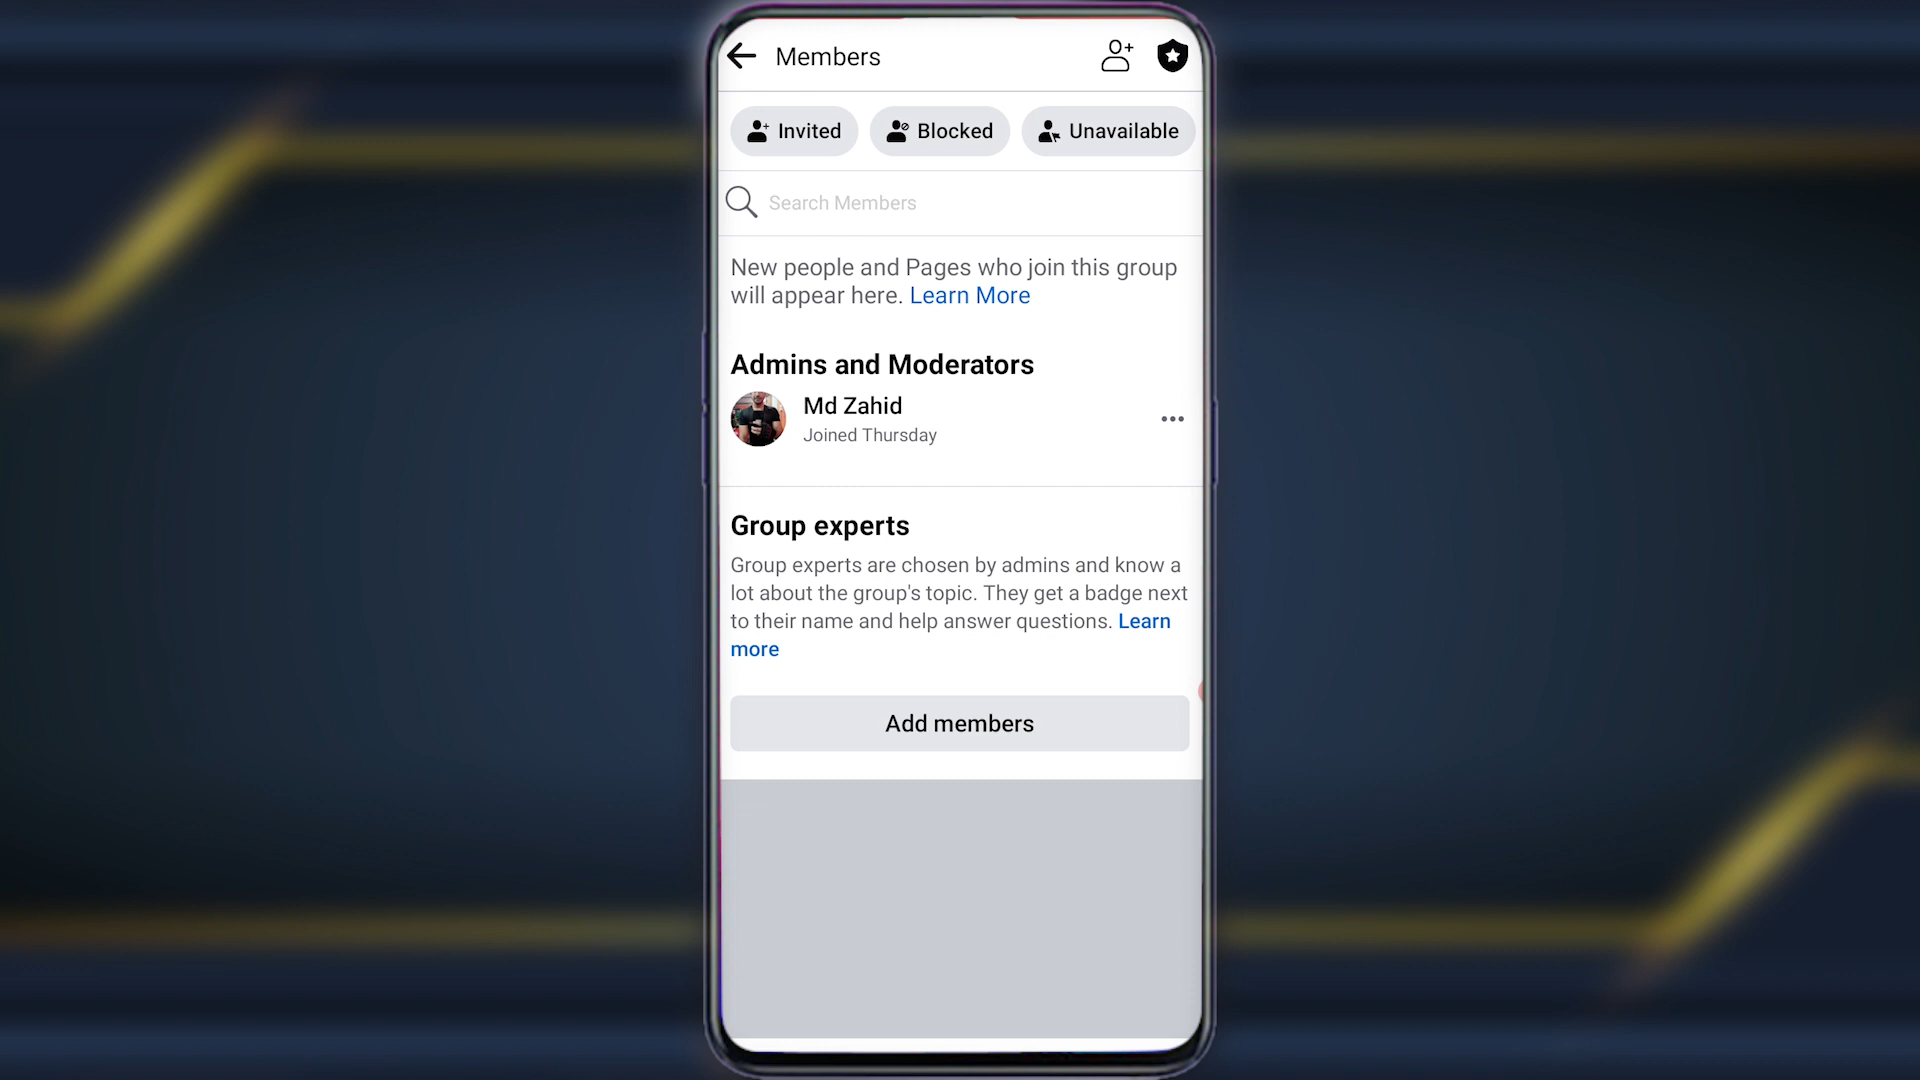 Members
Invited
Blocked
Unavailable
Search Members
New people and Pages who join this group
will appear here. Learn More
Admins and Moderators
Md Zahid
Joined Thursday
Group experts
Group experts are chosen by admins and know a
lot about the group's topic. They get a badge next
to their name and help answer questions. Learn
more
Add members